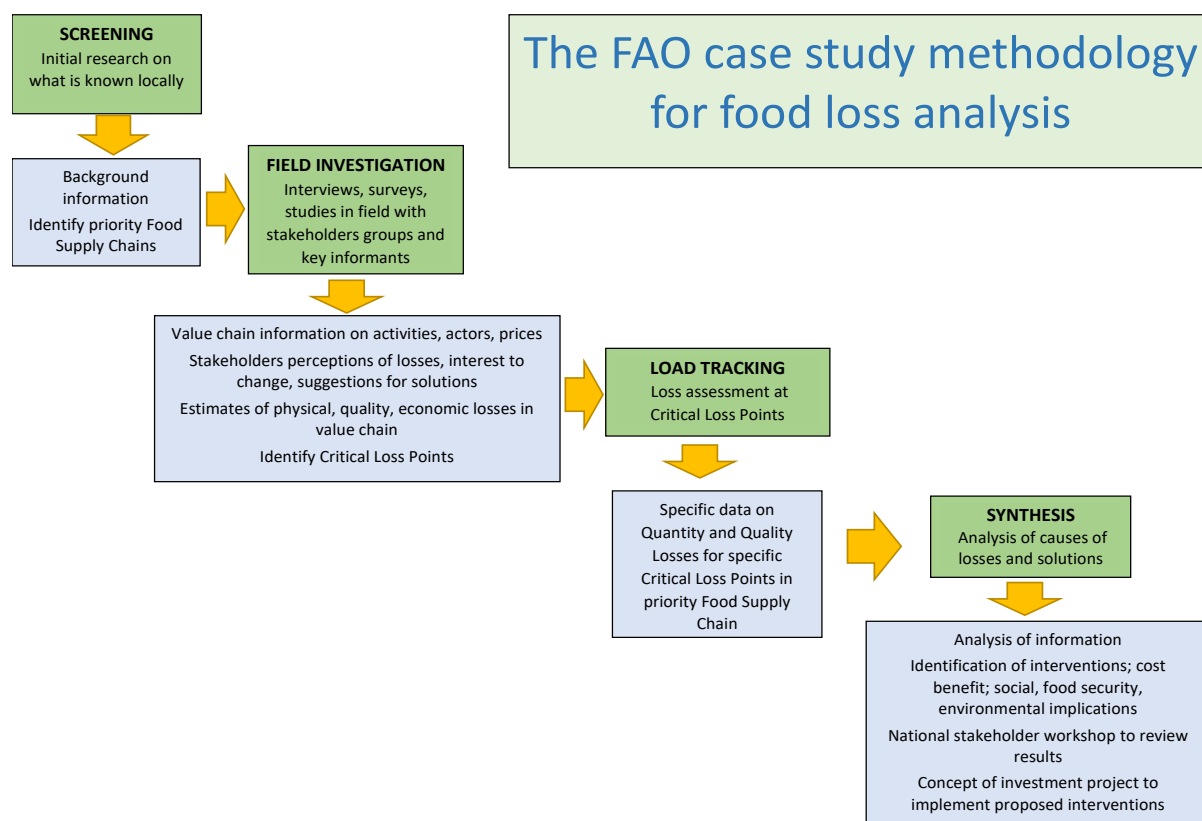 The FAO case study methodology
for food loss analysis
SCREENING
Initial research on
what is known locally
Background
information
Identify priority Food
Supply Chains
FIELD INVESTIGATION
Interviews, surveys,
studies in field with
stakeholders groups and
key informants
Value chain information on activities, actors, prices
Stakeholders perceptions of losses, interest to
change, suggestions for solutions
Estimates of physical, quality, economic losses in
value chain
Identify Critical Loss Points
LOAD TRACKING
Loss assessment at
Critical Loss Points
Specific data on
Quantity and Quality
Losses for specific
Critical Loss Points in
priority Food Supply
Chain
SYNTHESIS
Analysis of causes of
losses and solutions
Analysis of information
Identification of interventions; cost
benefit; social, food security,
environmental implications
National stakeholder workshop to review
results
Concept of investment project to
implement proposed interventions